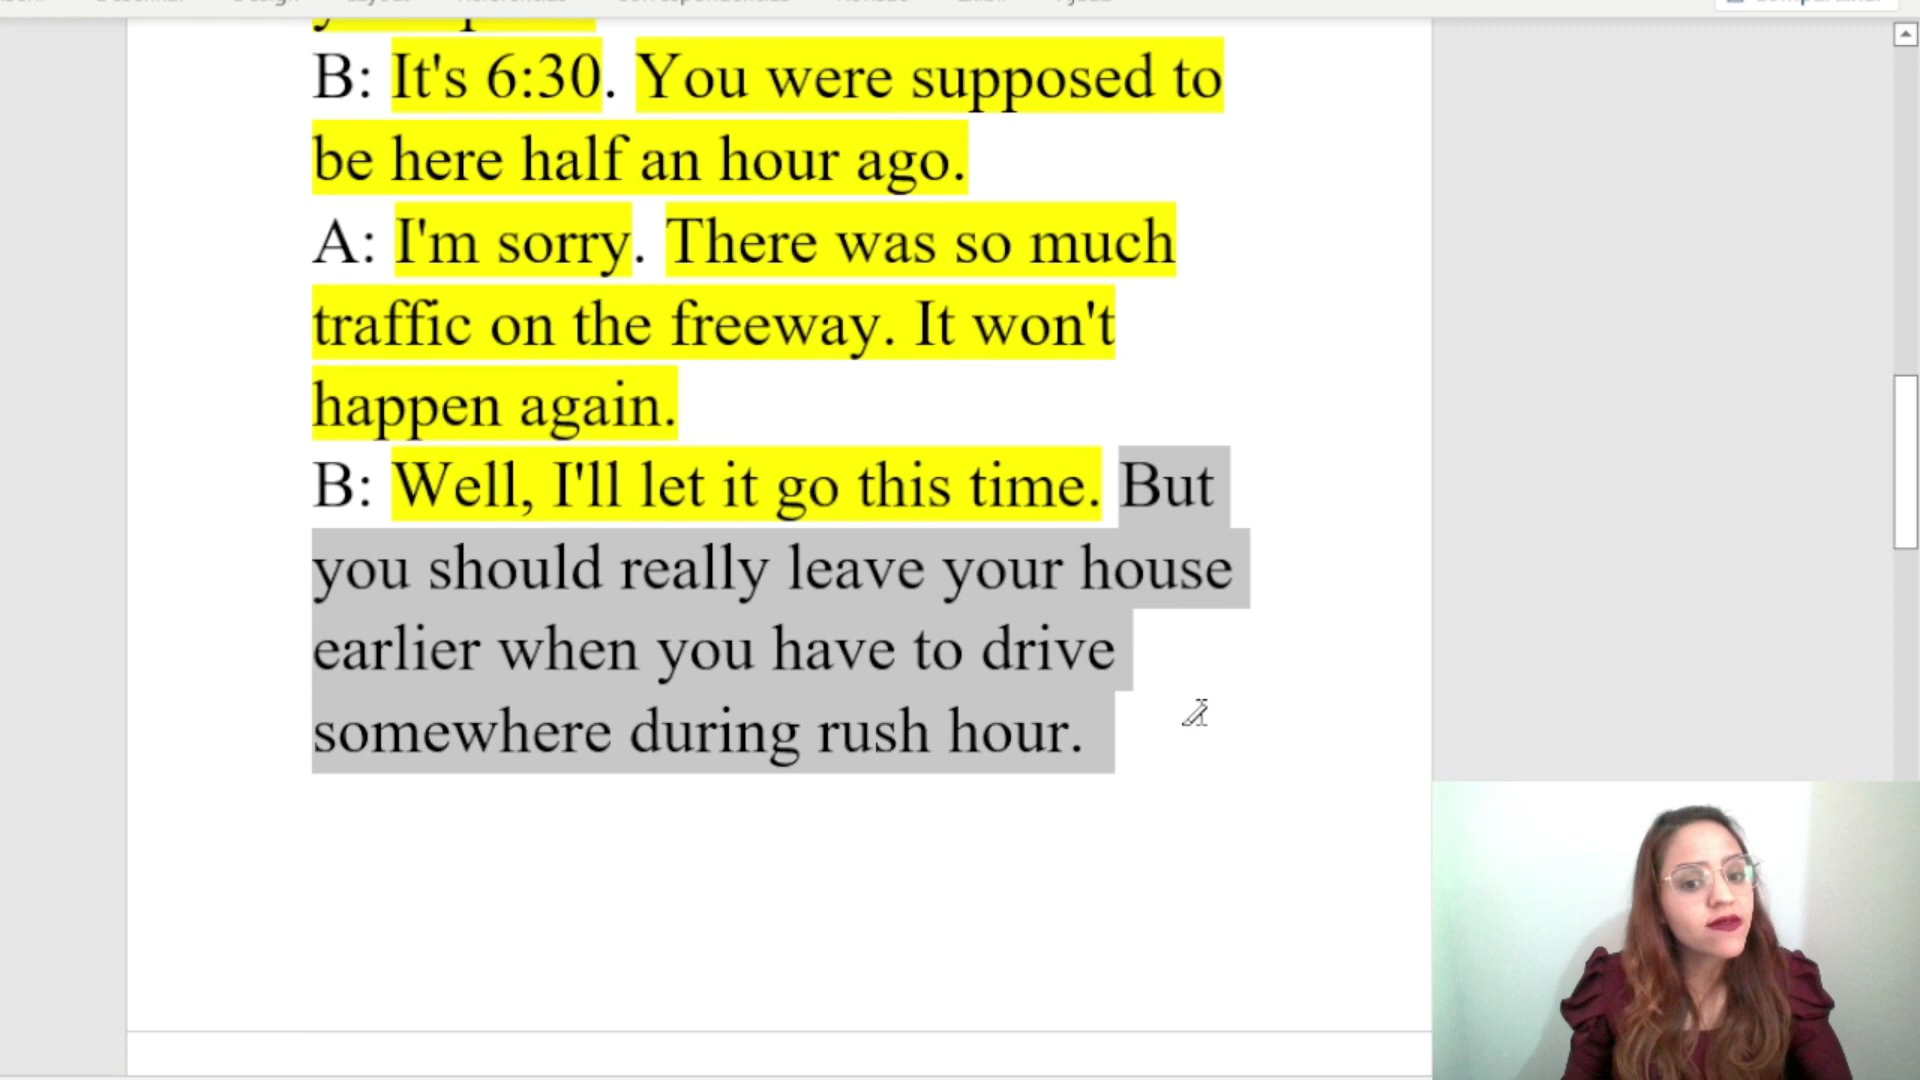 B: It's 6:30. You were supposed to
be here half an hour ago.
A: I'm sorry. There was so much
traffic on the freeway. It won't
happen again.
B: Well, I'll let it go this time. But
you should really leave your house
earlier when you have to drive
somewhere during rush hour.